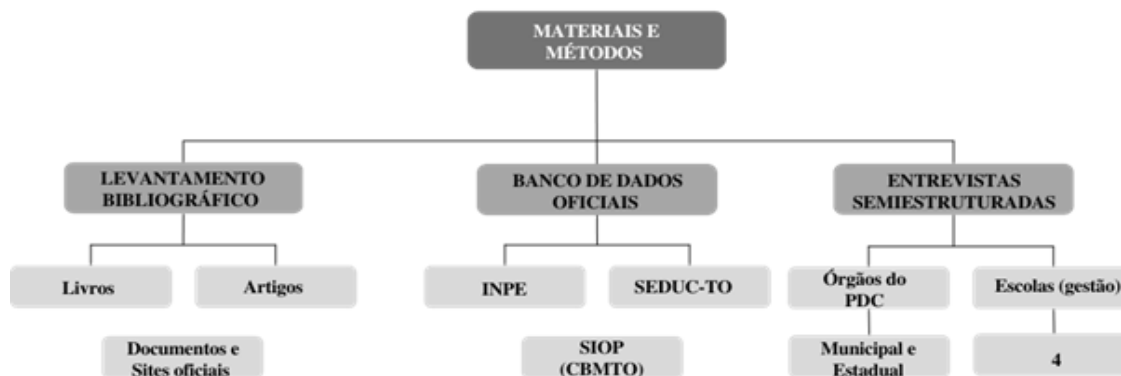 MATERIAIS E
MÉTODOS
LEVANTAMENTO
BIBLIOGRÁFICO
BANCO DE DADOS
OFICIAIS
ENTREVISTAS
SEMIESTRUTURADAS
Livros
Artigos
INPE
SEDUC-TO
Órgãos do
PDC
Escolas (gestão)
Documentos e
Sites oficiais
SIOP
(CBMTO)
Municipal e
Estadual
4